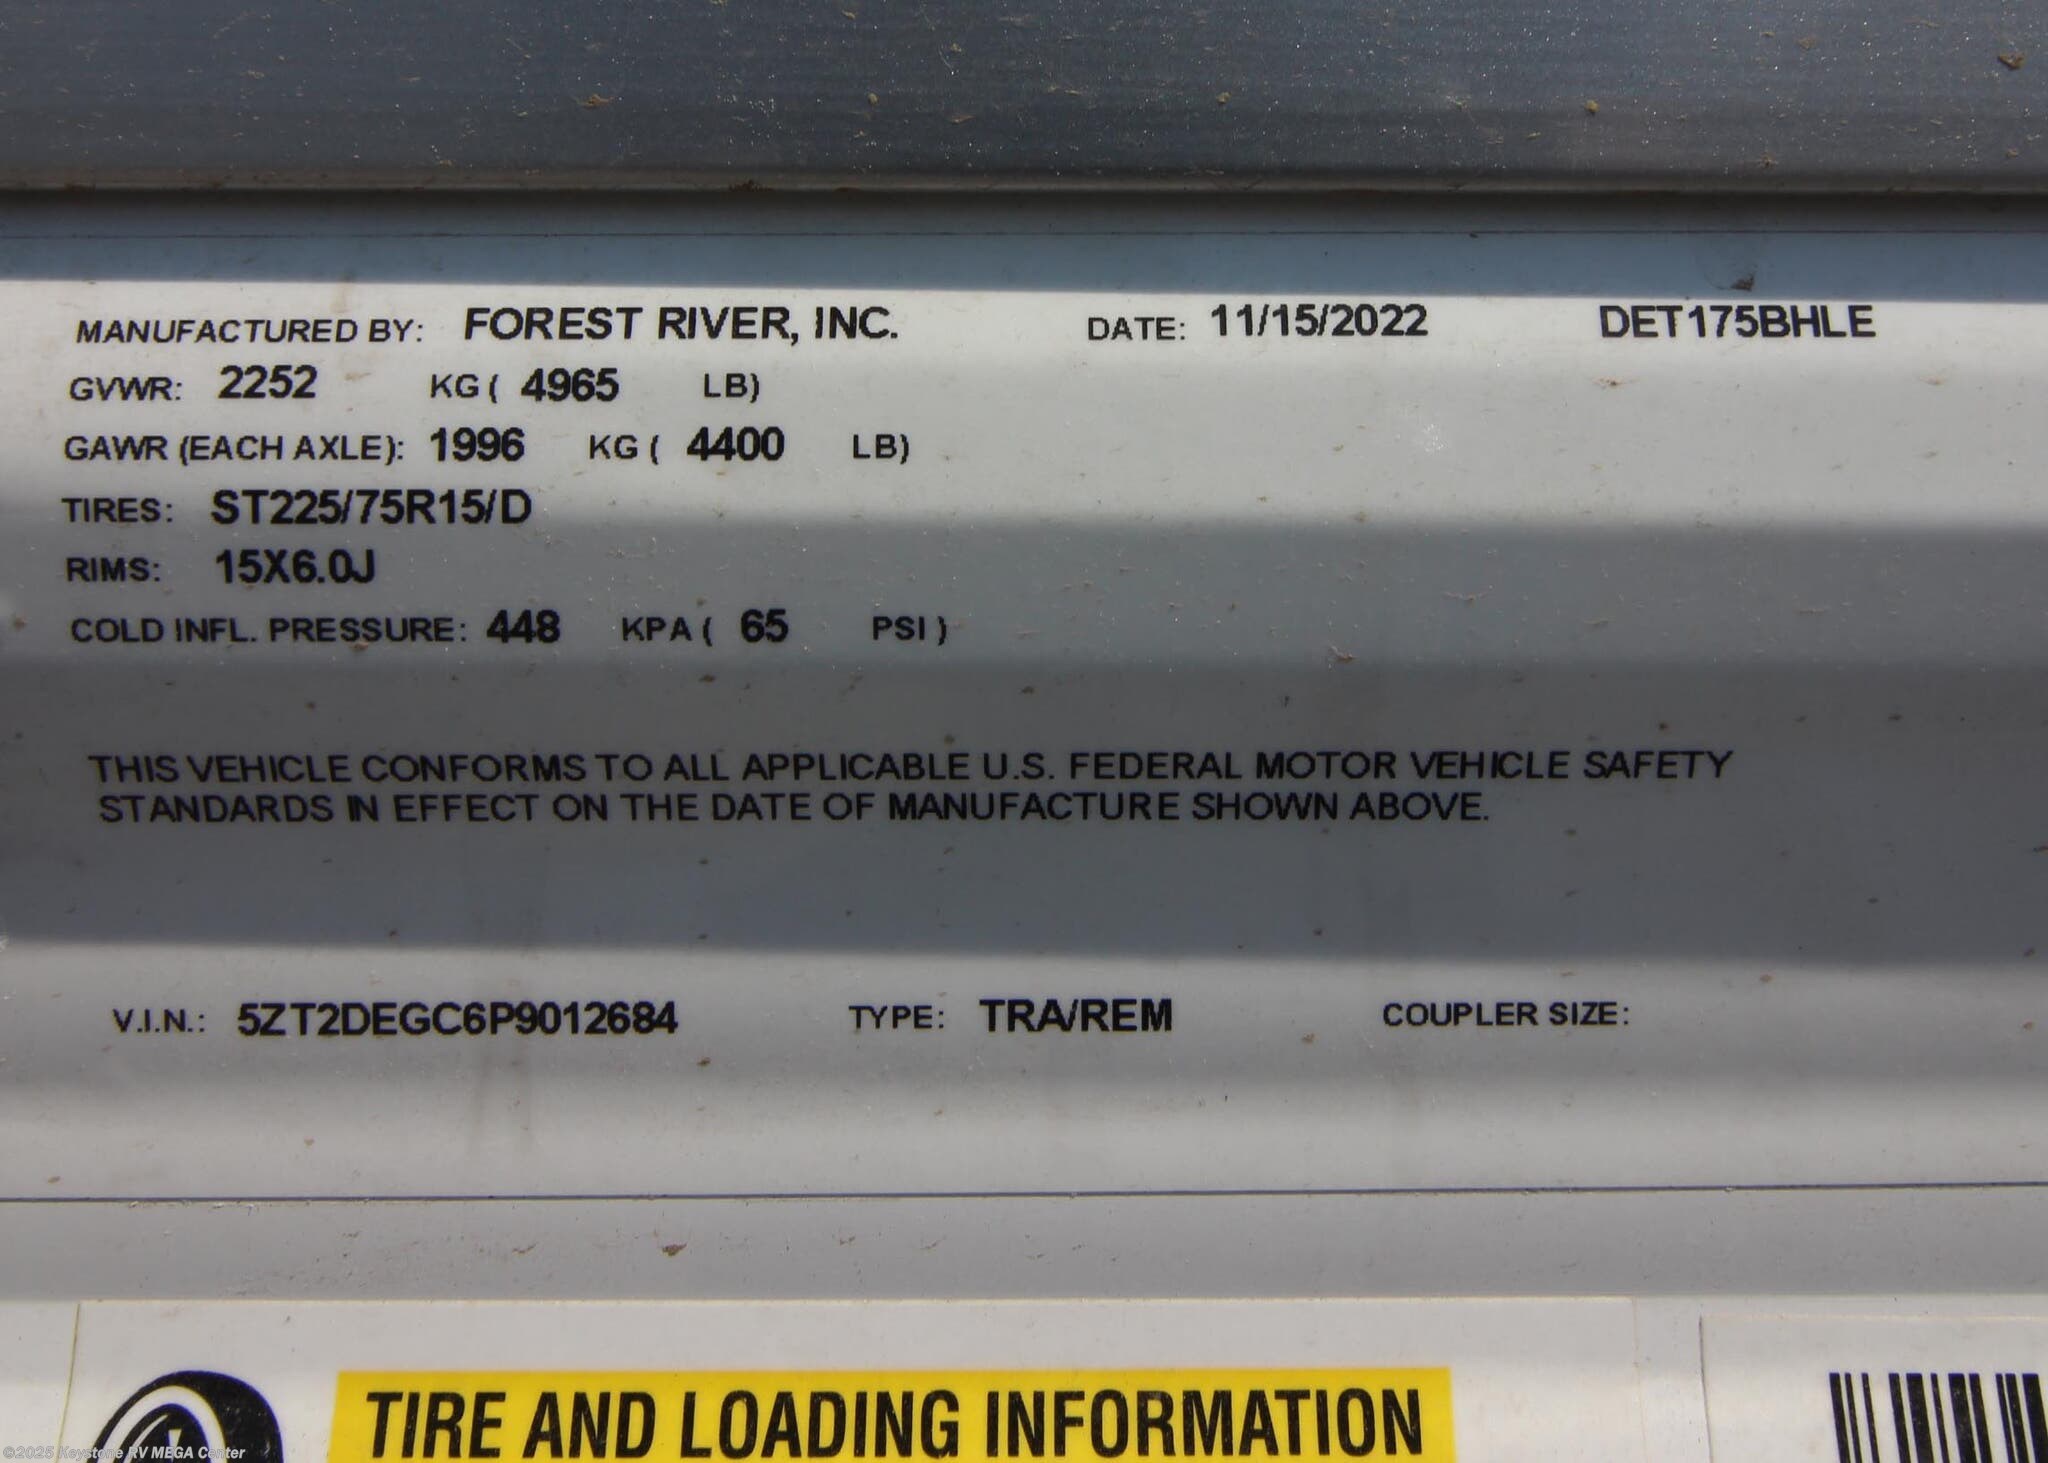 MANUFACTURED BY: FOREST RIVER, INC. DATE: 11/15/2022 DET175BHLE
GVWR: 2252 KG ( 4965 LB)
GAWR (EACH AXLE): 1996 KG ( 4400 LB)
TIRES: ST225/75R15/D
RIMS: 15X6.0J
COLD INFL. PRESSURE: 448 KPA ( 65 PSI )
THIS VEHICLE CONFORMS TO ALL APPLICABLE U.S. FEDERAL MOTOR VEHICLE SAFETY
STANDARDS IN EFFECT ON THE DATE OF MANUFACTURE SHOWN ABOVE.
V.I.N.: 5ZT2DEGC6P9012684 TYPE: TRA/REM COUPLER SIZE:
TIRE AND LOADING INFORMATION
©2025 Keystone RV MEGA Center